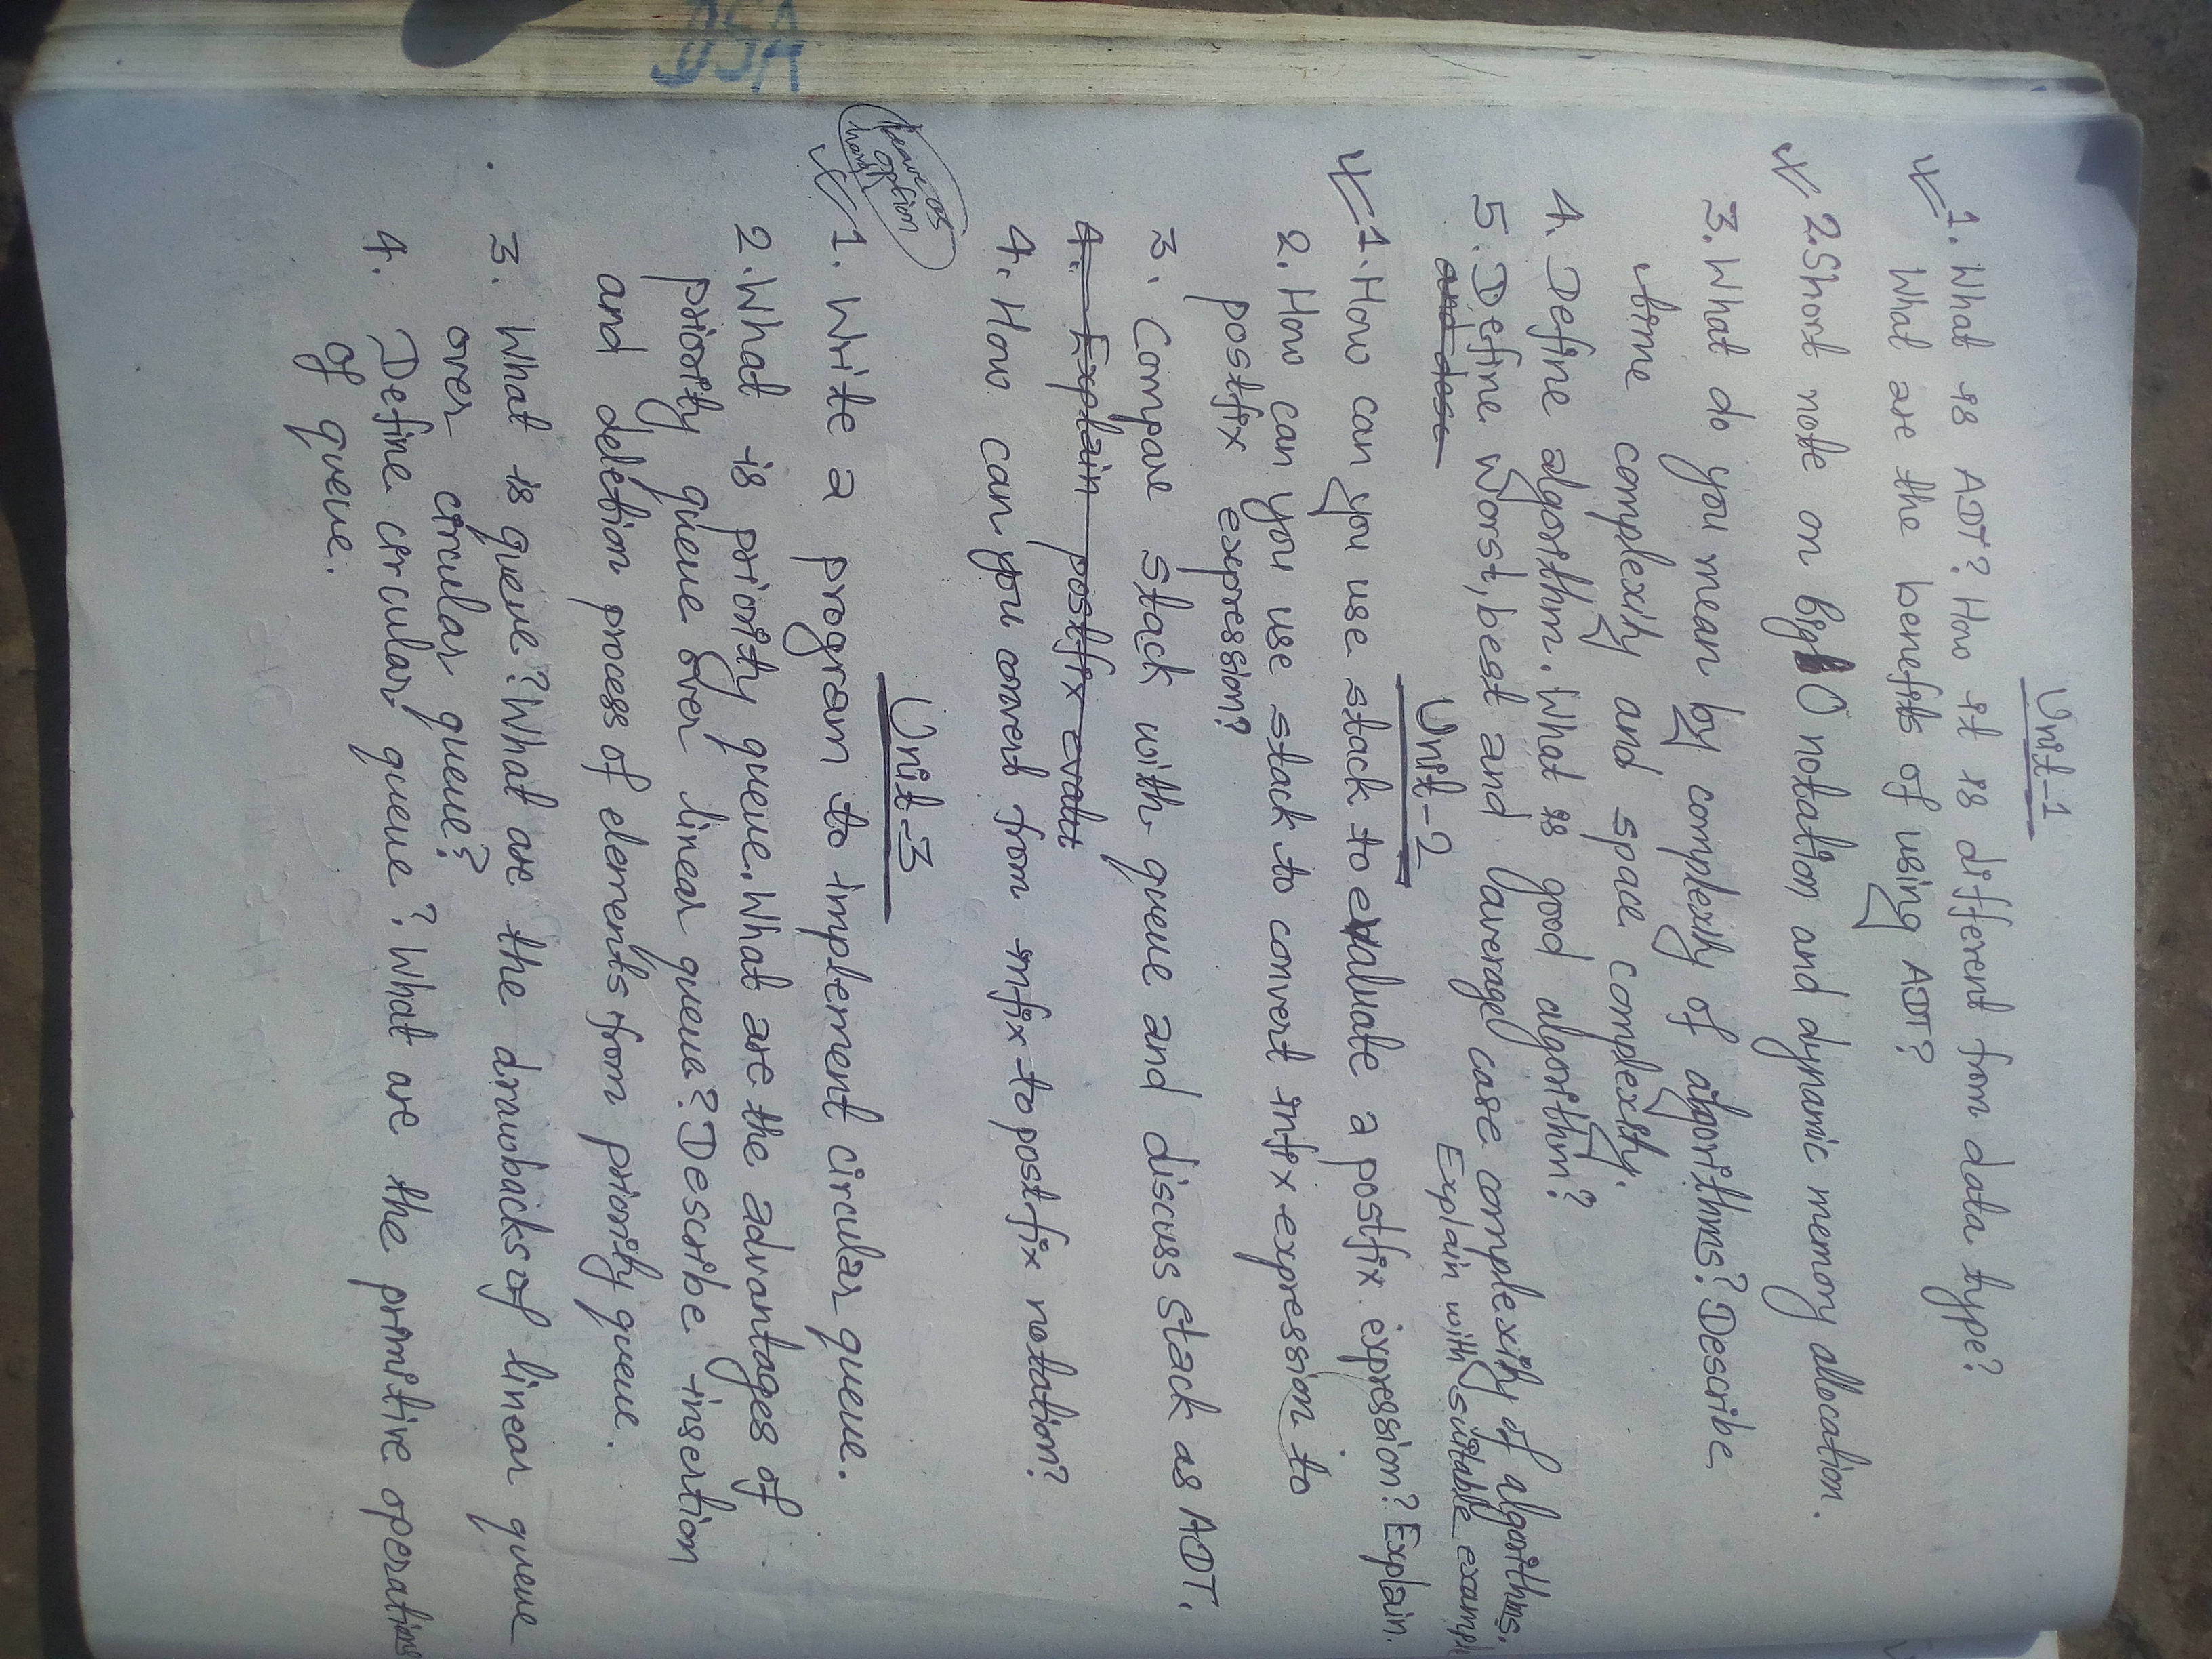 Unit-1
1. What is ADT? How it is different from data type?
What are the benefits of using ADT?
2. Short note on Big O notation and dynamic memory allocation.
3. What do you mean by complexity of algorithms? Describe
time complexity and space complexity.
4. Define algorithm. What is good algorithm?
5. Define worst, best and average case complexity of algorithms.
and desc
Explain with suitable exampl
Unit-2
1. How can you use stack to evaluate a postfix expression? Explain.
2. How can you use stack to convert infix expression to
postfix expression?
3. Compare stack with queue and discuss stack as ADT.
4. Explain postfix evalu
4. How can you convert from infix to postfix notation?
Leave as
option
hard
Unit-3
1. Write a program to implement circular queue.
2. What is priority queue. What are the advantages of
priority queue over linear queue? Describe insertion
and deletion process of elements from priority queue.
3. What is queue? What are the drawbacks of linear queue
over circular queue?
4. Define circular queue? What are the primitive operations
of queue.